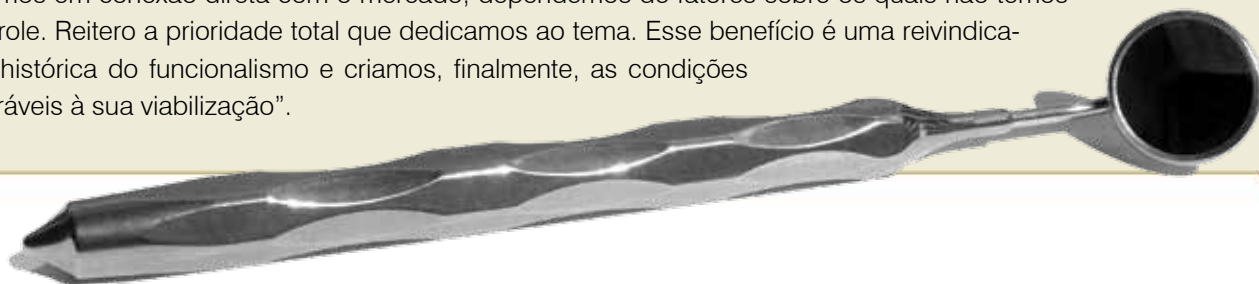 em conexão direta com o mercado, dependemos de fatores sobre os quais não temos
role. Reitero a prioridade total que dedicamos ao tema. Esse benefício é uma reivindica-
histórica do funcionalismo e criamos, finalmente, as condições
ráveis à sua viabilização”.